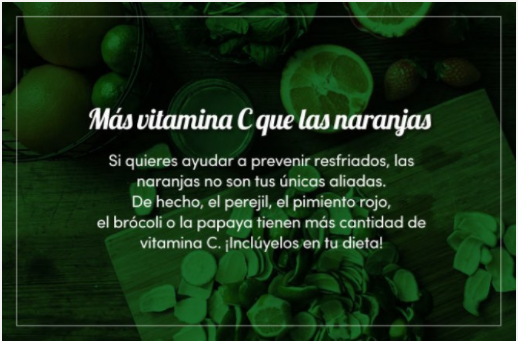 Más vitamina C que las naranjas
Si quieres ayudar a prevenir resfriados, las
naranjas no son tus únicas aliadas.
De hecho, el perejil, el pimiento rojo,
el brócoli o la papaya tienen más cantidad de
vitamina C. ¡Inclúyelos en tu dieta!